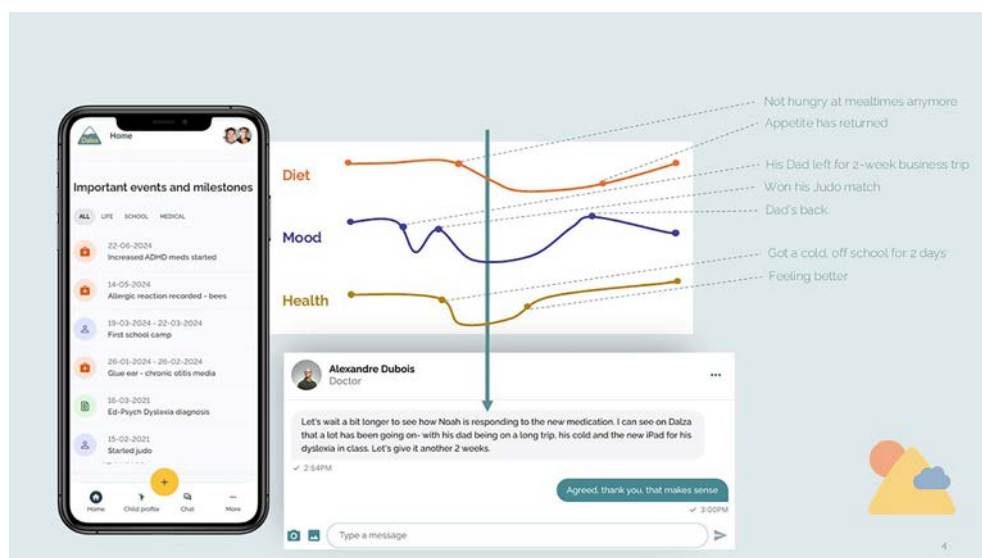 Home
Important events and milestones
ALL LIFE SCHOOL MEDICAL
22-06-2024
Increased ADHD meds started
14-05-2024
Allergic reaction recorded - bees
19-03-2024 - 22-03-2024
First school camp
26-01-2024 - 26-02-2024
Glue ear - chronic otitis media
16-03-2021
Ed-Psych Dyslexia diagnosis
15-02-2021
Started judo
+
Home Child profile Chat More
Diet
Mood
Health
Not hungry at mealtimes anymore
Appetite has returned
His Dad left for 2-week business trip
Won his Judo match
Dad's back
Got a cold, off school for 2 days
Feeling better
Alexandre Dubois
Doctor
Let's wait a bit longer to see how Noah is responding to the new medication. I can see on Dalza
that a lot has been going on- with his dad being on a long trip, his cold and the new iPad for his
dyslexia in class. Let's give it another 2 weeks.
2:54PM
Agreed, thank you, that makes sense
3:00PM
Type a message
4